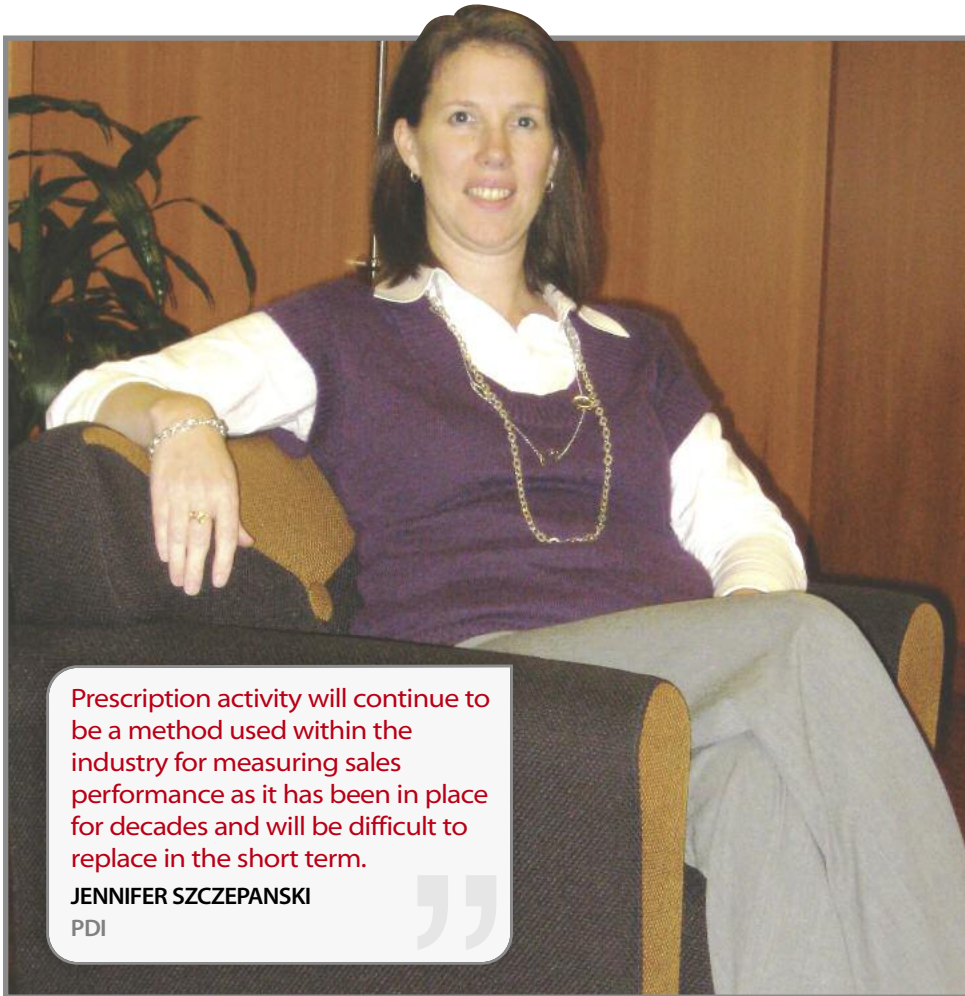 Prescription activity will continue to
be a method used within the
industry for measuring sales
performance as it has been in place
for decades and will be difficult to
replace in the short term.
JENNIFER SZCZEPANSKI
PDI
”